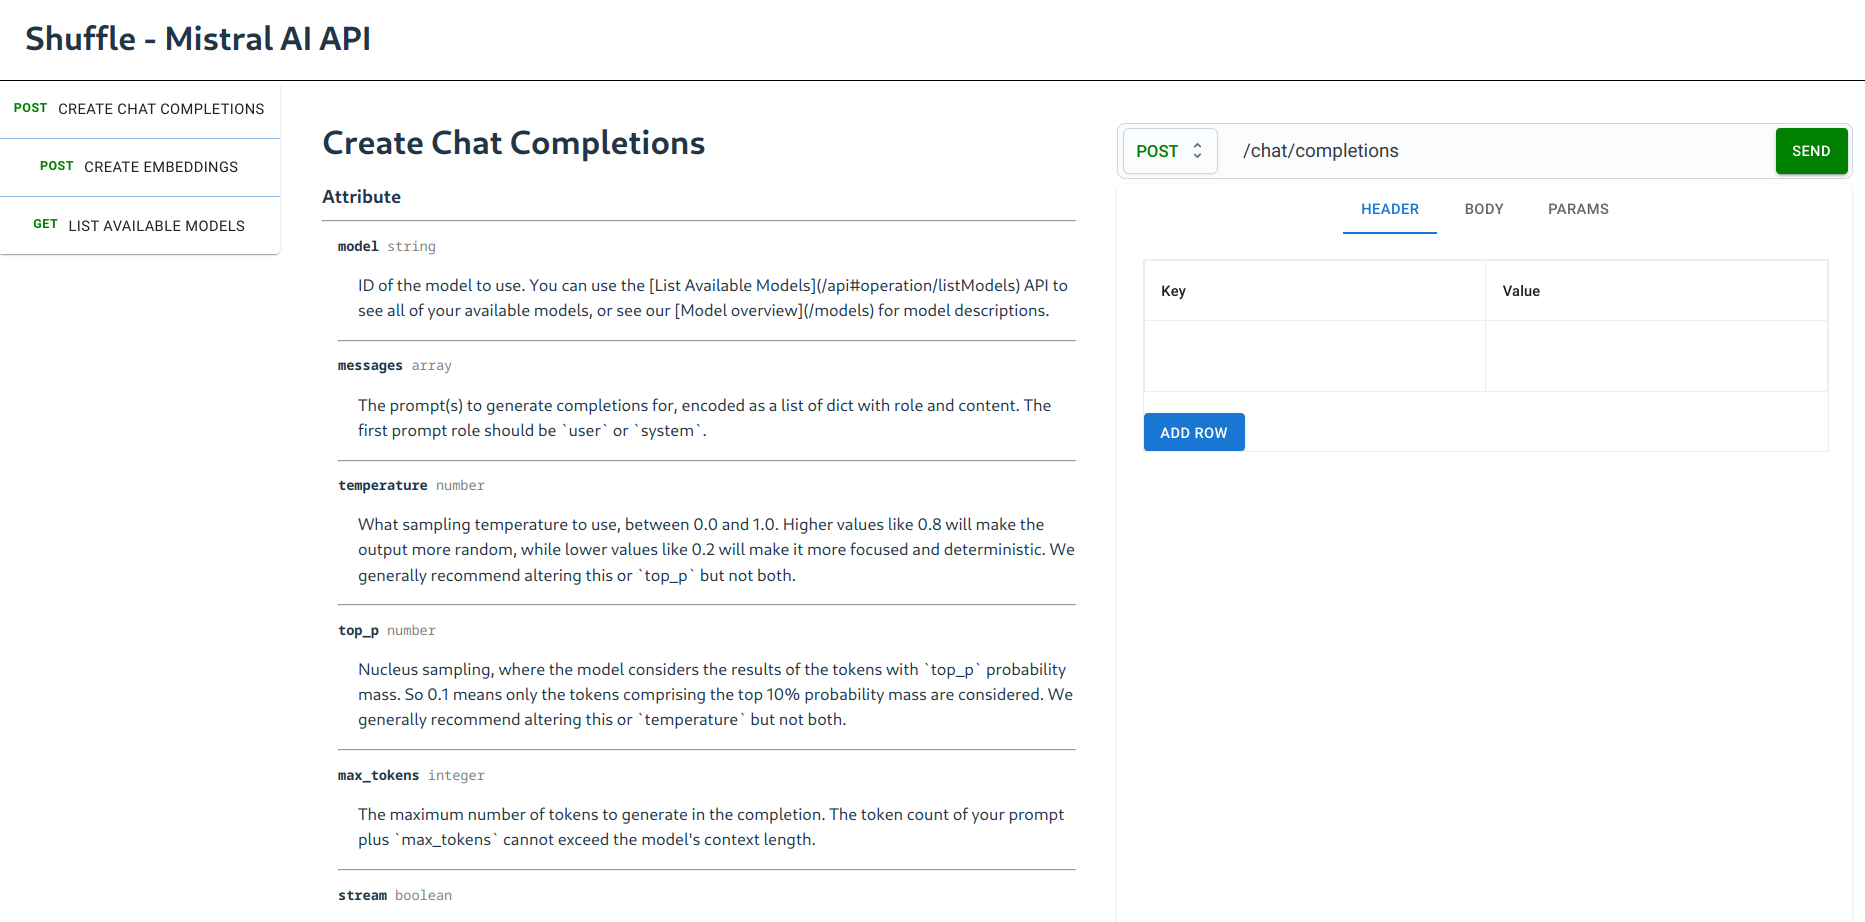 Shuffle - Mistral AI API
POST CREATE CHAT COMPLETIONS
POST CREATE EMBEDDINGS
GET LIST AVAILABLE MODELS
Create Chat Completions
Attribute
model string
ID of the model to use. You can use the [List Available Models](/api#operation/listModels) API to
see all of your available models, or see our [Model overview](/models) for model descriptions.
messages array
The prompt(s) to generate completions for, encoded as a list of dict with role and content. The
first prompt role should be `user` or `system`.
temperature number
What sampling temperature to use, between 0.0 and 1.0. Higher values like 0.8 will make the
output more random, while lower values like 0.2 will make it more focused and deterministic. We
generally recommend altering this or `top_p` but not both.
top_p number
Nucleus sampling, where the model considers the results of the tokens with `top_p` probability
mass. So 0.1 means only the tokens comprising the top 10% probability mass are considered. We
generally recommend altering this or `temperature` but not both.
max_tokens integer
The maximum number of tokens to generate in the completion. The token count of your prompt
plus `max_tokens` cannot exceed the model's context length.
stream boolean
POST /chat/completions SEND
HEADER BODY PARAMS
Key Value
ADD ROW